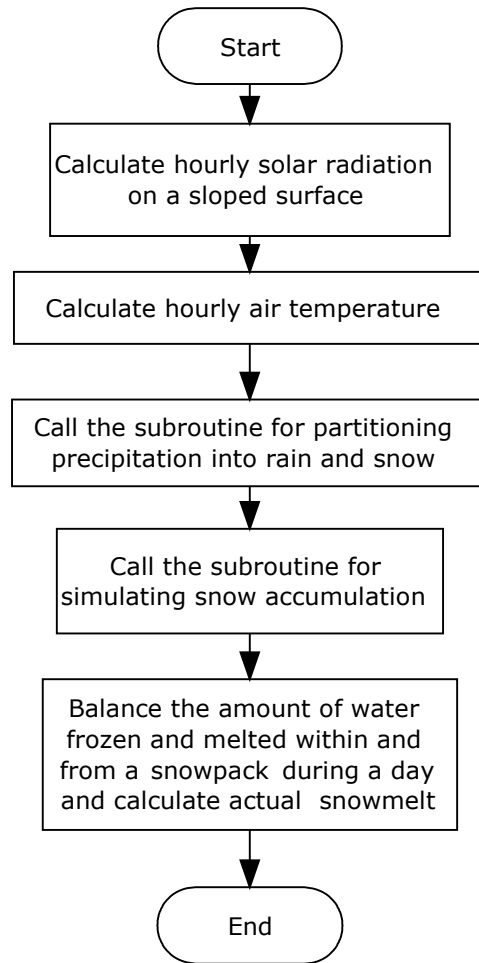 Start
Calculate hourly solar radiation
on a sloped surface
Calculate hourly air temperature
Call the subroutine for partitioning
precipitation into rain and snow
Call the subroutine for
simulating snow accumulation
Balance the amount of water
frozen and melted within and
from a snowpack during a day
and calculate actual snowmelt
End